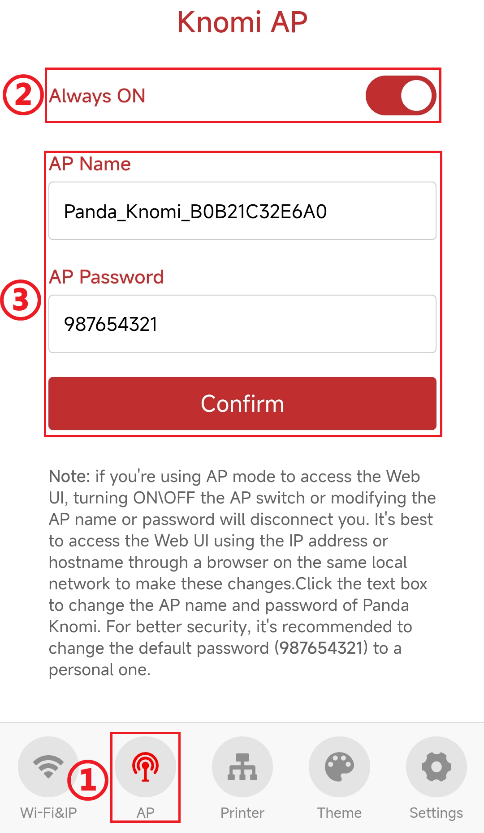 Knomi AP
② Always ON
AP Name
Panda_Knomi_B0B21C32E6A0
AP Password
③
987654321
Confirm
Note: if you're using AP mode to access the Web
UI, turning ON\OFF the AP switch or modifying the
AP name or password will disconnect you. It's best
to access the Web UI using the IP address or
hostname through a browser on the same local
network to make these changes.Click the text box
to change the AP name and password of Panda
Knomi. For better security, it's recommended to
change the default password (987654321) to a
personal one.
①
Wi-Fi&IP AP Printer Theme Settings